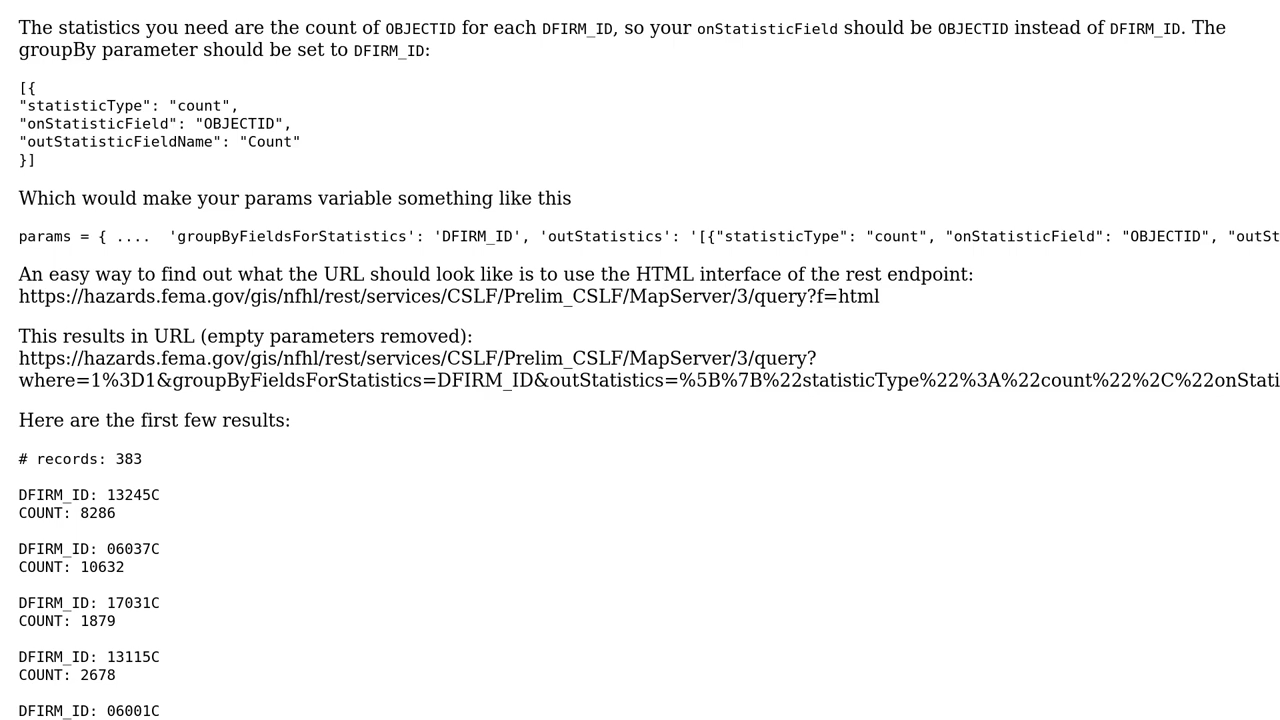 The statistics you need are the count of OBJECTID for each DFIRM_ID, so your onStatisticField should be OBJECTID instead of DFIRM_ID. The
groupBy parameter should be set to DFIRM_ID:
[{
"statisticType": "count",
"onStatisticField": "OBJECTID",
"outStatisticFieldName": "Count"
}]
Which would make your params variable something like this
params = { ....  'groupByFieldsForStatistics': 'DFIRM_ID', 'outStatistics': '[{"statisticType": "count", "onStatisticField": "OBJECTID", "outSt
An easy way to find out what the URL should look like is to use the HTML interface of the rest endpoint:
https://hazards.fema.gov/gis/nfhl/rest/services/CSLF/Prelim_CSLF/MapServer/3/query?f=html
This results in URL (empty parameters removed):
https://hazards.fema.gov/gis/nfhl/rest/services/CSLF/Prelim_CSLF/MapServer/3/query?
where=1%3D1&groupByFieldsForStatistics=DFIRM_ID&outStatistics=%5B%7B%22statisticType%22%3A%22count%22%2C%22onStati
Here are the first few results:
# records: 383
DFIRM_ID: 13245C
COUNT: 8286
DFIRM_ID: 06037C
COUNT: 10632
DFIRM_ID: 17031C
COUNT: 1879
DFIRM_ID: 13115C
COUNT: 2678
DFIRM_ID: 06001C